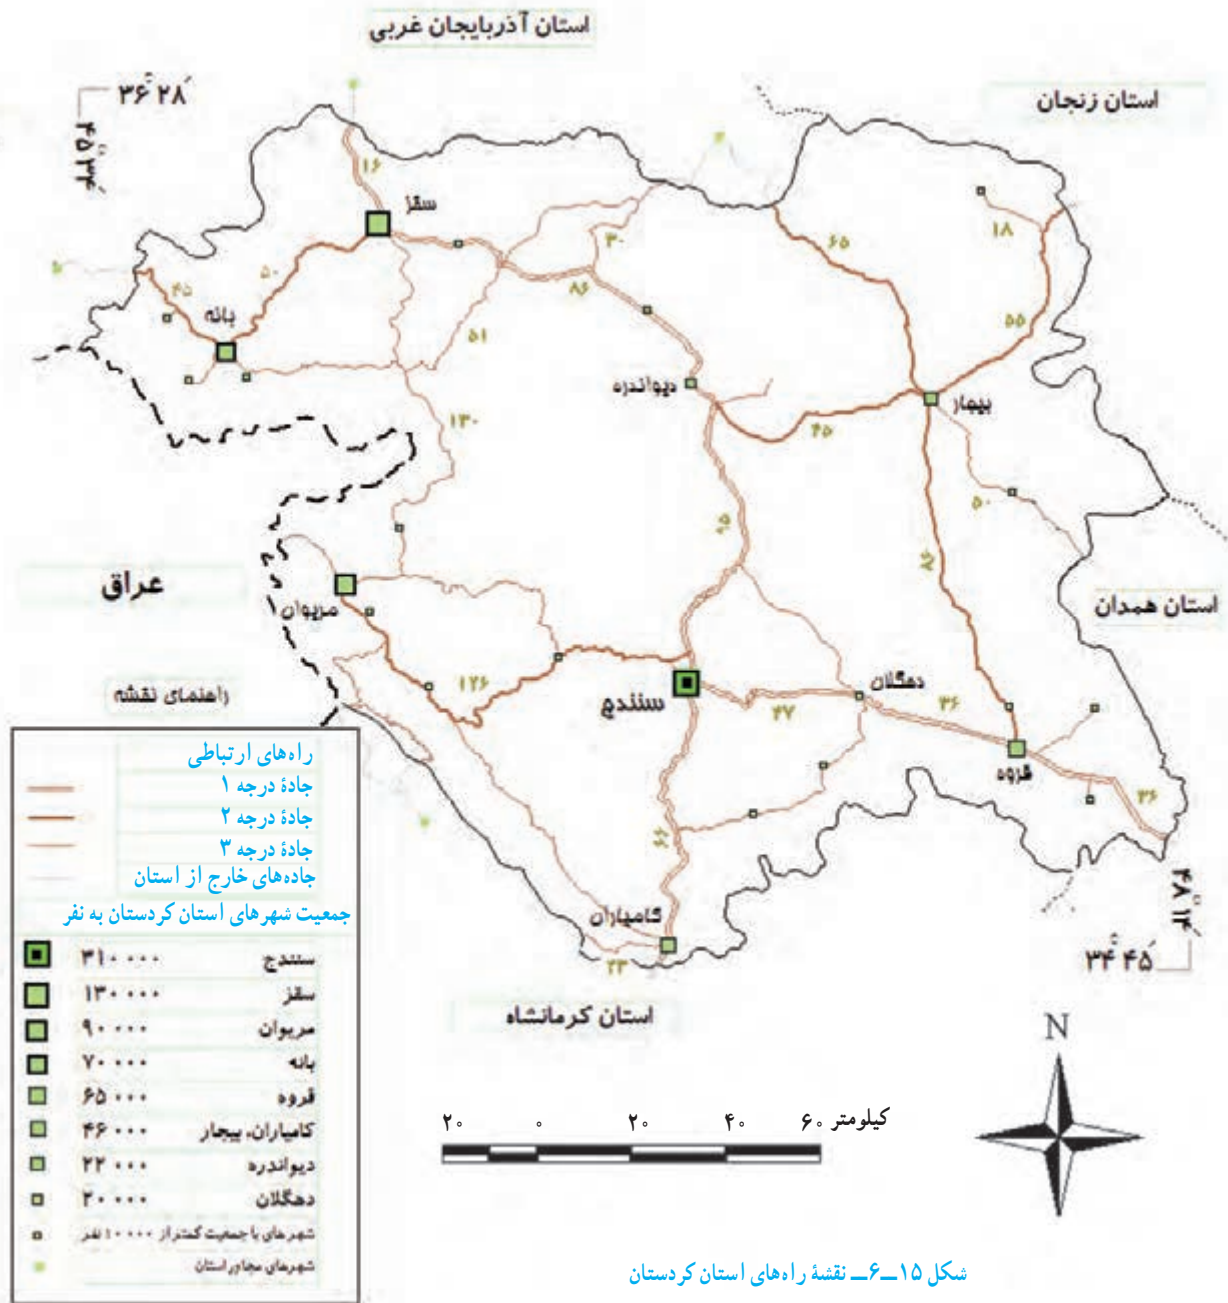 استان آذربایجان غربی
۳۶° ۲۸′
۴۵° ۳۴′
استان زنجان
۱۶
سقز
۳۰
۶۵
۱۸
۵۰
۴۵
بانه
۸۶
۵۱
۵۵
دیواندره
بیجار
۱۳۰
۴۵
۵۰
۹۵
عراق
استان همدان
مریوان
۱۲۶
سنندج
دهگلان
۴۷
۳۶
قروه
۳۶
۶۶
کامیاران
۲۳
۴۸° ۱۴′
۳۴° ۴۵′
استان کرمانشاه
راهنمای نقشه
راه‌های ارتباطی
جادهٔ درجه ۱
جادهٔ درجه ۲
جادهٔ درجه ۳
جاده‌های خارج از استان
جمعیت شهرهای استان کردستان به نفر
سنندج ۳۱۰۰۰۰
سقز ۱۳۰۰۰۰
مریوان ۹۰۰۰۰
بانه ۷۰۰۰۰
قروه ۶۵۰۰۰
کامیاران، بیجار ۴۶۰۰۰
دیواندره ۲۲۰۰۰
دهگلان ۲۰۰۰۰
شهرهای با جمعیت کمتر از ۱۰۰۰۰ نفر
شهرهای مجاور استان
N
۲۰ ۰ ۲۰ ۴۰ ۶۰ کیلومتر
شکل ۱۵ــ۶ــ نقشهٔ راه‌های استان کردستان